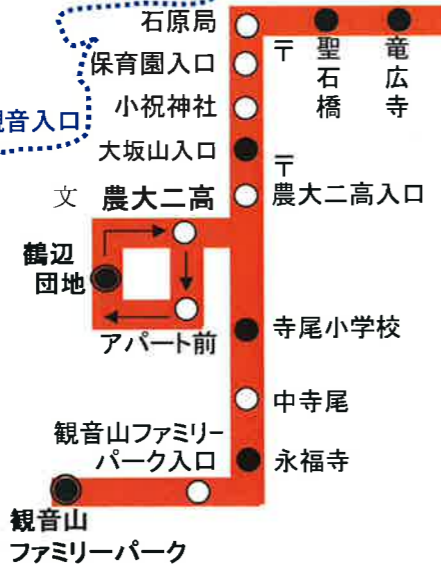 石原局
〒
聖石橋
竜広寺
保育園入口
音入口
小祝神社
大坂山入口
〒
文
農大二高
農大二高入口
鶴辺
団地
アパート前
寺尾小学校
中寺尾
観音山ファミリー
パーク入口
永福寺
観音山
ファミリーパーク